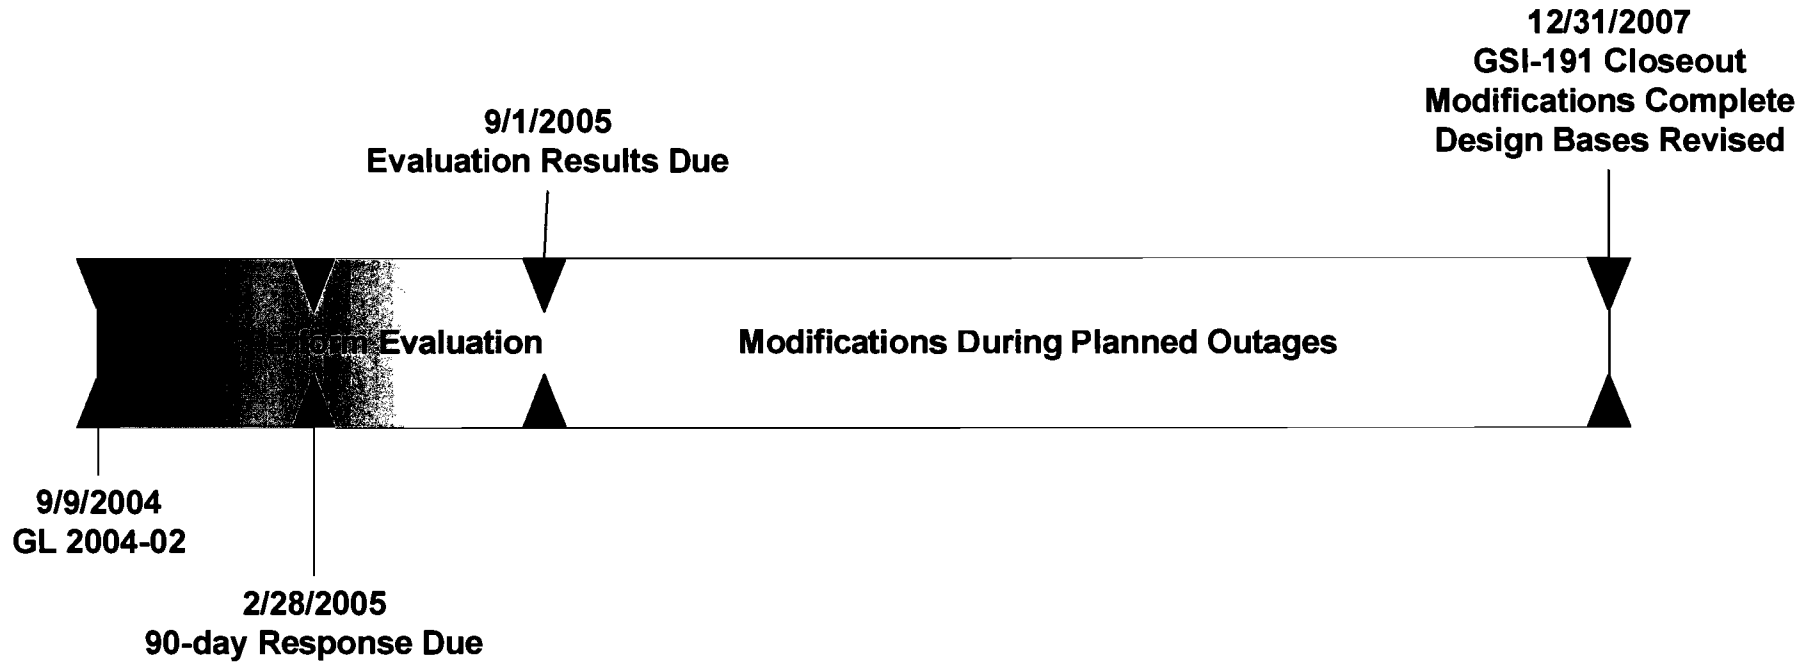 12/31/2007
GSI-191 Closeout
Modifications Complete
Design Bases Revised
9/1/2005
Evaluation Results Due
Perform Evaluation
Modifications During Planned Outages
9/9/2004
GL 2004-02
2/28/2005
90-day Response Due